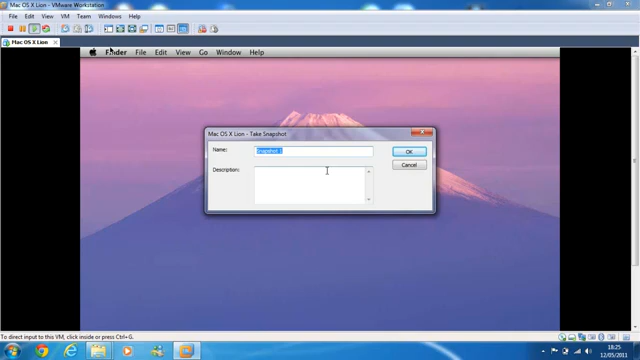 Mac OS X Lion - VMware Workstation
File Edit View VM Team Windows Help
Mac OS X Lion
Finder File Edit View Go Window Help
Mac OS X Lion - Take Snapshot
Name: Snapshot 1
OK
Description:
Cancel
To direct input to this VM, click inside or press Ctrl+G.
18:25
12/05/2011